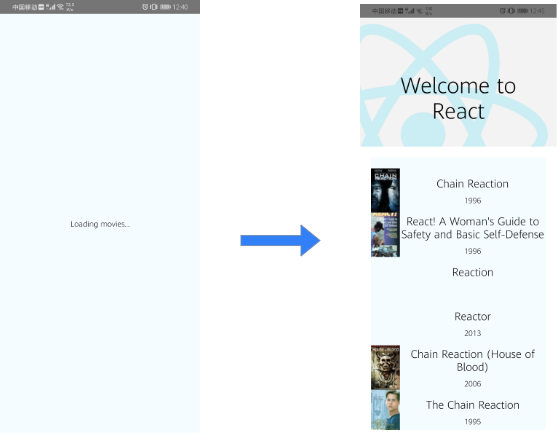 中国移动
12:40
Loading movies...
中国移动
12:40
Welcome to
React
Chain Reaction
1996
React! A Woman's Guide to
Safety and Basic Self-Defense
1996
Reaction
Reactor
2013
Chain Reaction (House of
Blood)
2006
The Chain Reaction
1995